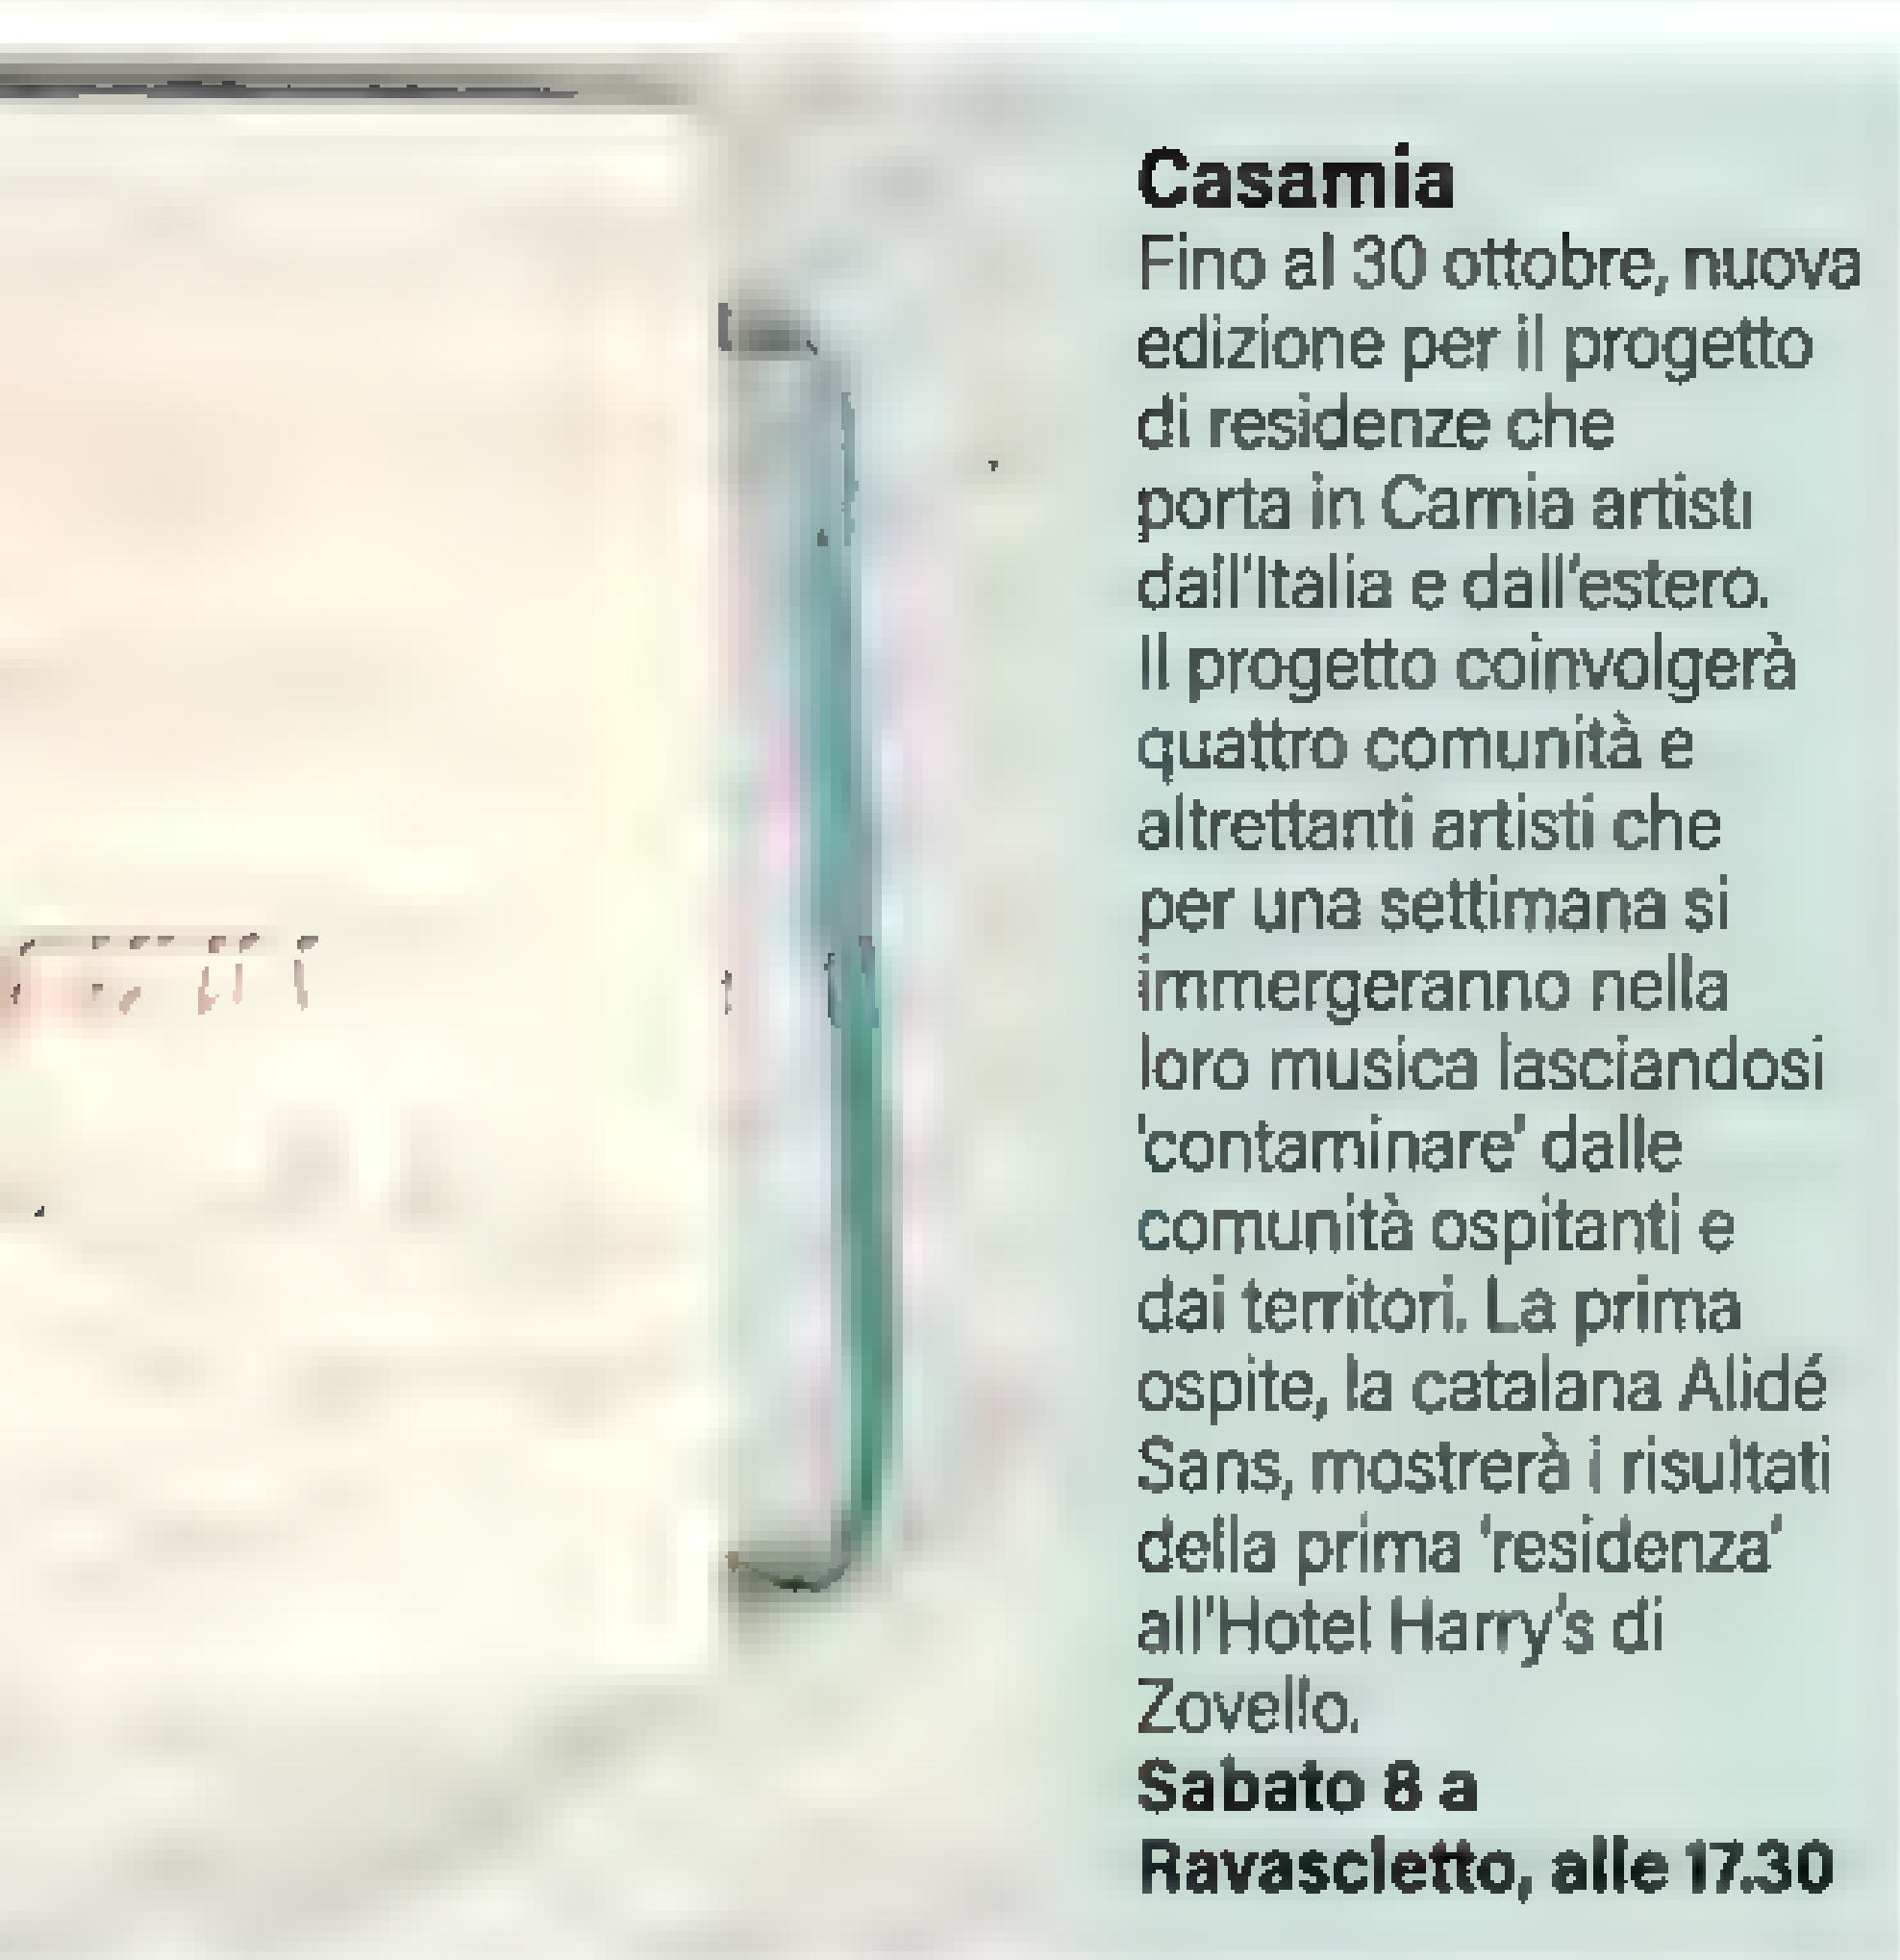 Casamia
Fino al 30 ottobre, nuova
edizione per il progetto
di residenze che
porta in Carnia artisti
dall'Italia e dall'estero.
Il progetto coinvolgerà
quattro comunità e
altrettanti artisti che
per una settimana si
immergeranno nella
loro musica lasciandosi
'contaminare' dalle
comunità ospitanti e
dai territori. La prima
ospite, la catalana Alidé
Sans, mostrerà i risultati
della prima 'residenza'
all'Hotel Harry's di
Zovello.
Sabato 8 a
Ravascletto, alle 17.30